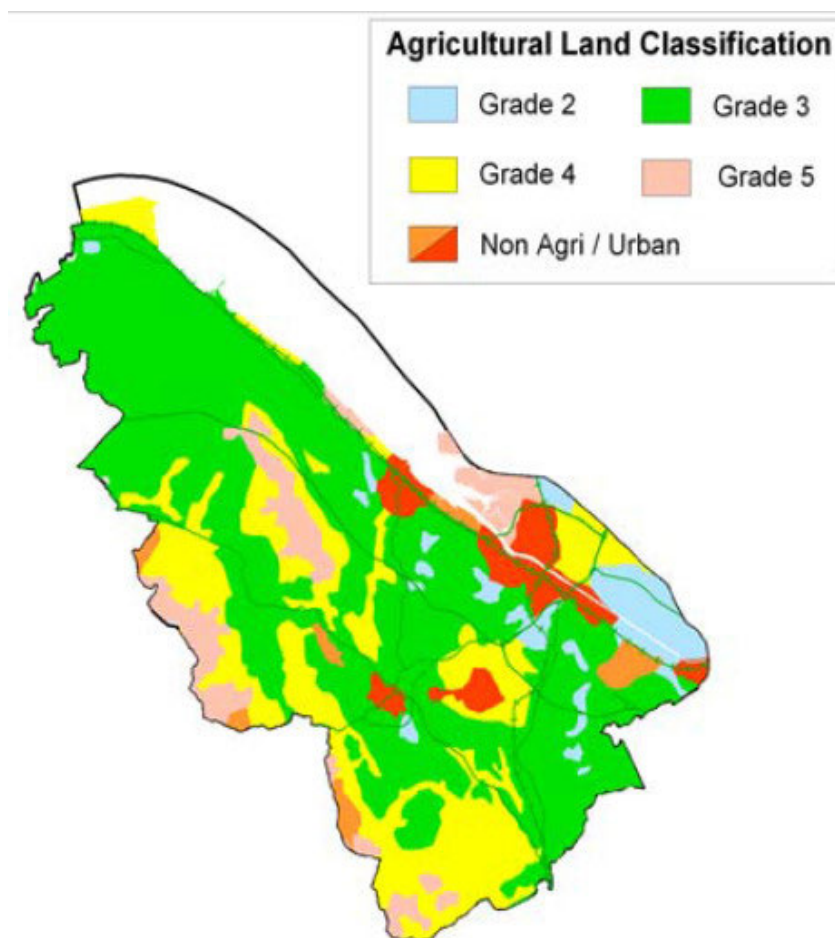 Agricultural Land Classification
Grade 2
Grade 3
Grade 4
Grade 5
Non Agri / Urban